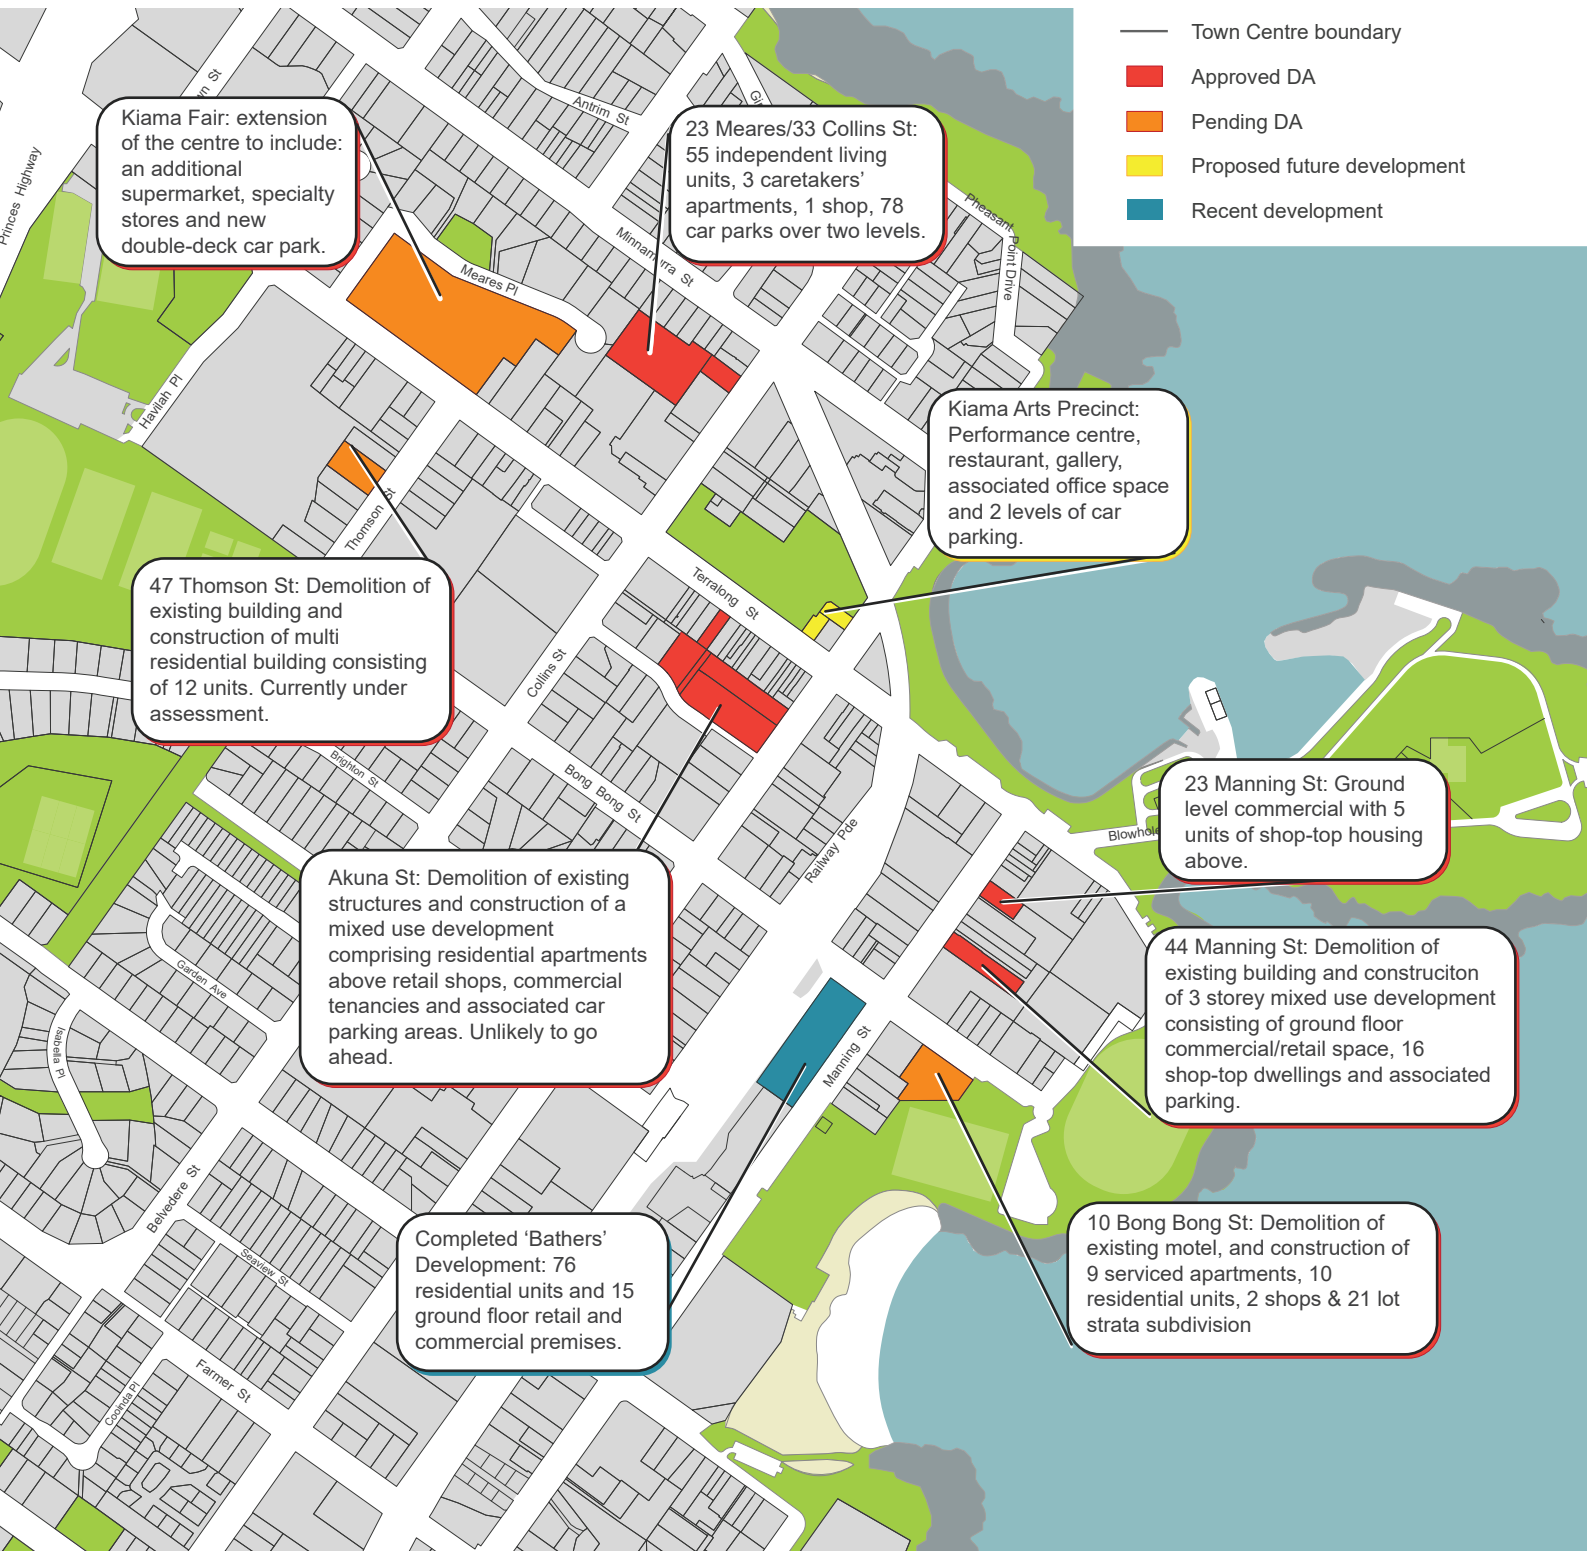 Town Centre boundary
Approved DA
Pending DA
Proposed future development
Recent development
Princes Highway
wn St
Antrim St
Kiama Fair: extension
of the centre to include:
an additional
supermarket, specialty
stores and new
double-deck car park.
23 Meares/33 Collins St:
55 independent living
units, 3 caretakers’
apartments, 1 shop, 78
car parks over two levels.
Pheasant Point Drive
Minnamurra St
Meares Pl
Havilah Pl
Kiama Arts Precinct:
Performance centre,
restaurant, gallery,
associated office space
and 2 levels of car
parking.
Thomson St
Terralong St
47 Thomson St: Demolition of
existing building and
construction of multi
residential building consisting
of 12 units. Currently under
assessment.
Collins St
Brighton St
Bong Bong St
Railway Pde
Blowhole
23 Manning St: Ground
level commercial with 5
units of shop-top housing
above.
Akuna St: Demolition of existing
structures and construction of a
mixed use development
comprising residential apartments
above retail shops, commercial
tenancies and associated car
parking areas. Unlikely to go
ahead.
44 Manning St: Demolition of
existing building and construciton
of 3 storey mixed use development
consisting of ground floor
commercial/retail space, 16
shop-top dwellings and associated
parking.
Garden Ave
Isabella Pl
Manning St
Belvedere St
Seaview St
Completed ‘Bathers’
Development: 76
residential units and 15
ground floor retail and
commercial premises.
10 Bong Bong St: Demolition of
existing motel, and construction of
9 serviced apartments, 10
residential units, 2 shops & 21 lot
strata subdivision
Farmer St
Cooinda Pl